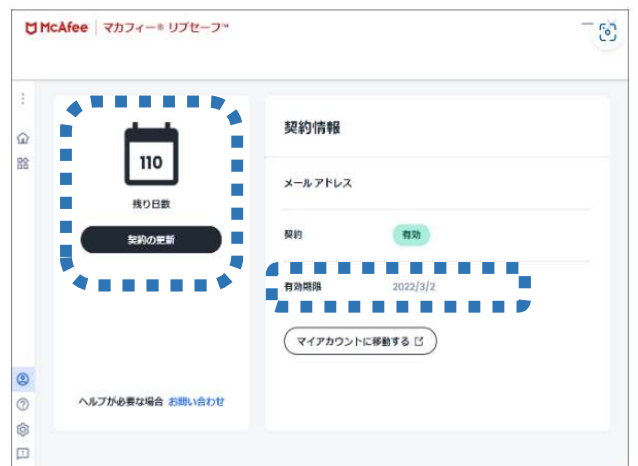 McAfee マカフィー® リブセーフ™
110
残り日数
契約の更新
ヘルプが必要な場合 お問い合わせ
契約情報
メールアドレス
契約 有効
有効期限 2022/3/2
マイアカウントに移動する